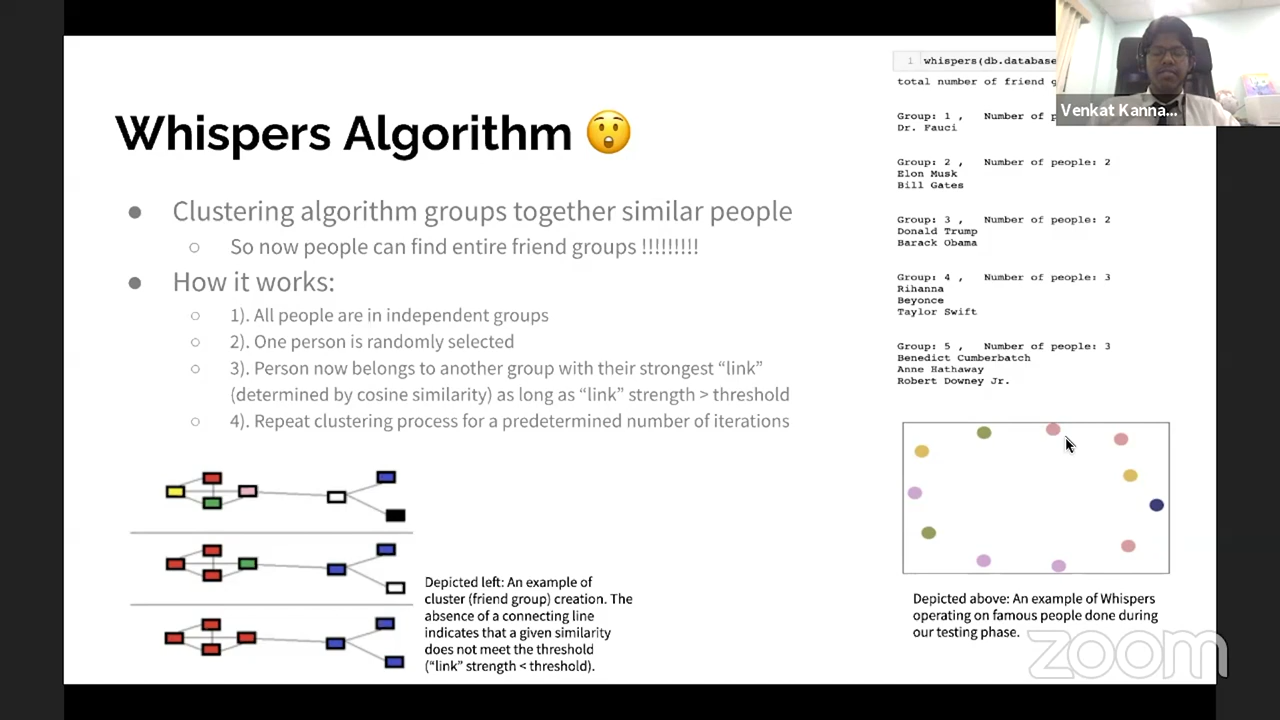 Whispers Algorithm 😲
● Clustering algorithm groups together similar people
○ So now people can find entire friend groups !!!!!!!!!
● How it works:
○ 1). All people are in independent groups
○ 2). One person is randomly selected
○ 3). Person now belongs to another group with their strongest “link”
(determined by cosine similarity) as long as “link” strength > threshold
○ 4). Repeat clustering process for a predetermined number of iterations
Depicted left: An example of
cluster (friend group) creation. The
absence of a connecting line
indicates that a given similarity
does not meet the threshold
(“link” strength < threshold).
1 whispers(db.database
total number of friend g
Group: 1 , Number of p
Dr. Fauci
Group: 2 , Number of people: 2
Elon Musk
Bill Gates
Group: 3 , Number of people: 2
Donald Trump
Barack Obama
Group: 4 , Number of people: 3
Rihanna
Beyonce
Taylor Swift
Group: 5 , Number of people: 3
Benedict Cumberbatch
Anne Hathaway
Robert Downey Jr.
Depicted above: An example of Whispers
operating on famous people done during
our testing phase.
Venkat Kanna...
zoom